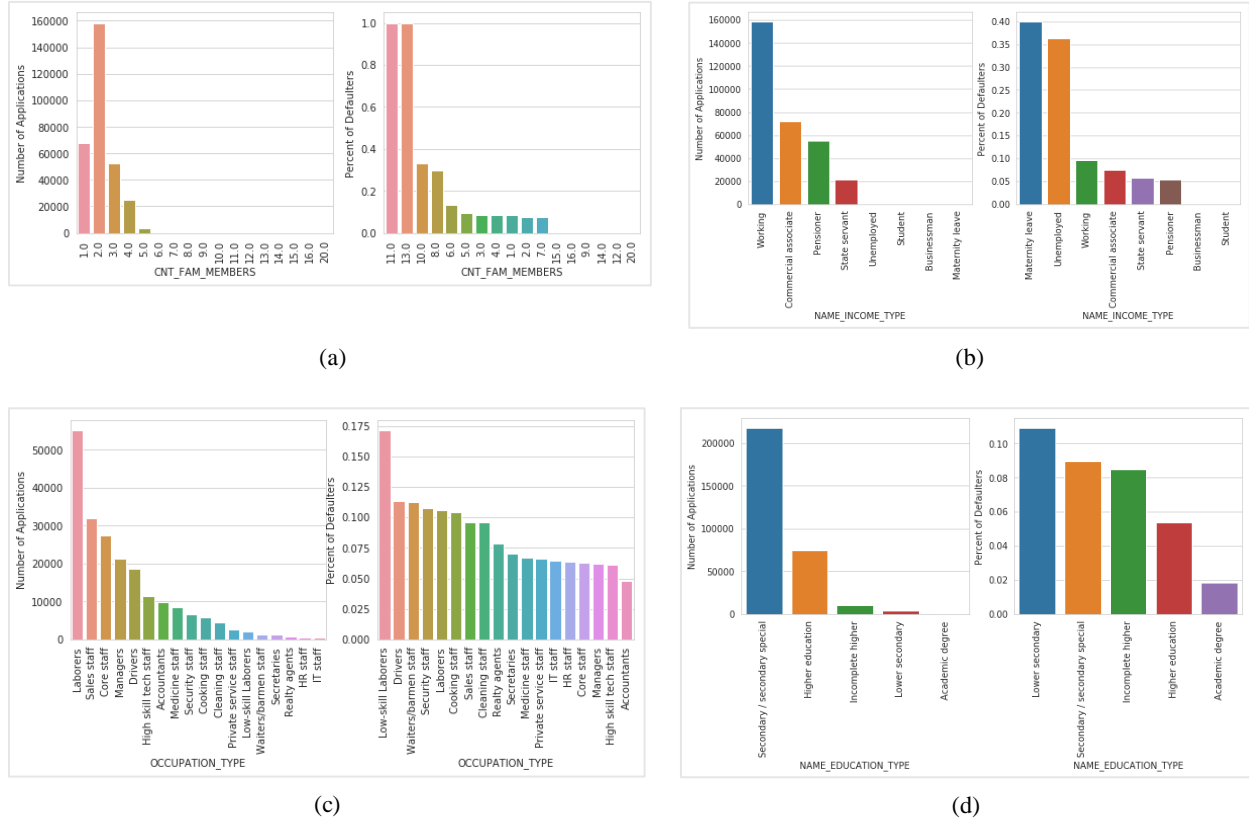 160000
140000
120000
100000
80000
60000
40000
20000
0
Number of Applications
1.0 2.0 3.0 4.0 5.0 6.0 7.0 8.0 9.0 10.0 11.0 12.0 13.0 14.0 15.0 16.0 20.0
CNT_FAM_MEMBERS
1.0
0.8
0.6
0.4
0.2
0.0
Percent of Defaulters
11.0 13.0 10.0 8.0 6.0 5.0 3.0 4.0 1.0 2.0 7.0 15.0 16.0 14.0 12.0 9.0 20.0
CNT_FAM_MEMBERS
(a)
160000
140000
120000
100000
80000
60000
40000
20000
0
Number of Applications
Working
Commercial associate
Pensioner
State servant
Unemployed
Student
Businessman
Maternity leave
NAME_INCOME_TYPE
0.40
0.35
0.30
0.25
0.20
0.15
0.10
0.05
0.00
Percent of Defaulters
Maternity leave
Unemployed
Working
Commercial associate
State servant
Pensioner
Businessman
Student
NAME_INCOME_TYPE
(b)
50000
40000
30000
20000
10000
0
Number of Applications
Laborers
Sales staff
Core staff
Managers
Drivers
High skill tech staff
Accountants
Medicine staff
Security staff
Cooking staff
Cleaning staff
Private service staff
Low-skill Laborers
Waiters/barmen staff
Secretaries
Realty agents
HR staff
IT staff
OCCUPATION_TYPE
0.175
0.150
0.125
0.100
0.075
0.050
0.025
0.000
Percent of Defaulters
Low-skill Laborers
Drivers
Waiters/barmen staff
Security staff
Laborers
Cooking staff
Sales staff
Cleaning staff
Realty agents
Secretaries
Medicine staff
Private service staff
IT staff
HR staff
Core staff
Managers
High skill tech staff
Accountants
OCCUPATION_TYPE
(c)
200000
150000
100000
50000
0
Number of Applications
Secondary / secondary special
Higher education
Incomplete higher
Lower secondary
Academic degree
NAME_EDUCATION_TYPE
0.10
0.08
0.06
0.04
0.02
0.00
Percent of Defaulters
Lower secondary
Secondary / secondary special
Incomplete higher
Higher education
Academic degree
NAME_EDUCATION_TYPE
(d)